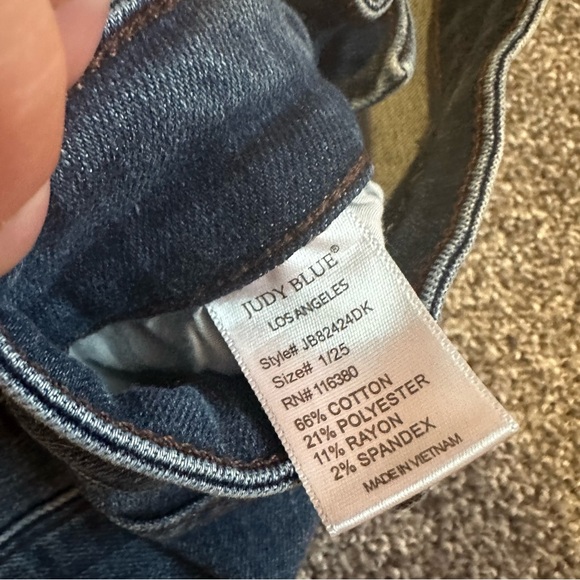 JUDY BLUE®
LOS ANGELES
Style# JB82424DK
Size# 1/25
RN# 116380
66% COTTON
21% POLYESTER
11% RAYON
2% SPANDEX
MADE IN VIETNAM